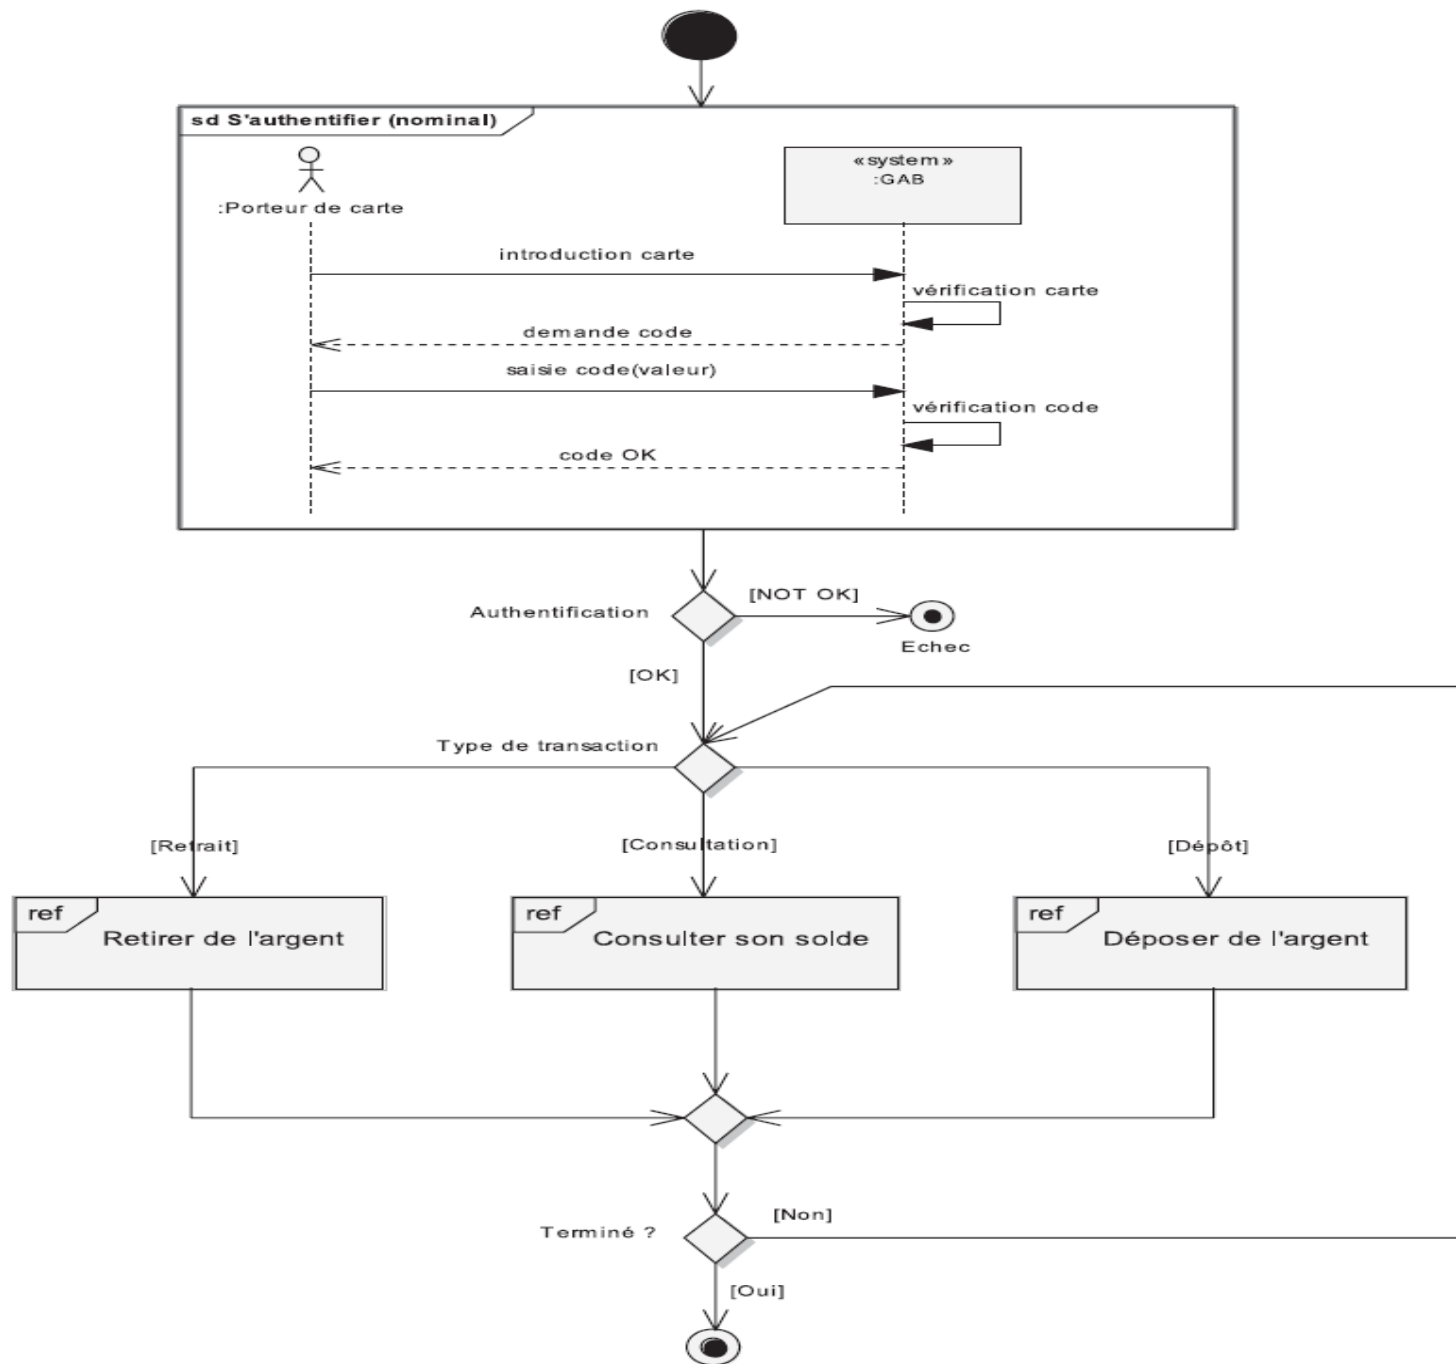 sd S'authentifier (nominal)
«system»
:GAB
:Porteur de carte
introduction carte
vérification carte
demande code
saisie code(valeur)
vérification code
code OK
[NOT OK]
Authentification
Echec
[OK]
Type de transaction
[Retrait]
[Consultation]
[Dépôt]
ref
Retirer de l'argent
ref
Consulter son solde
ref
Déposer de l'argent
[Non]
Terminé ?
[Oui]